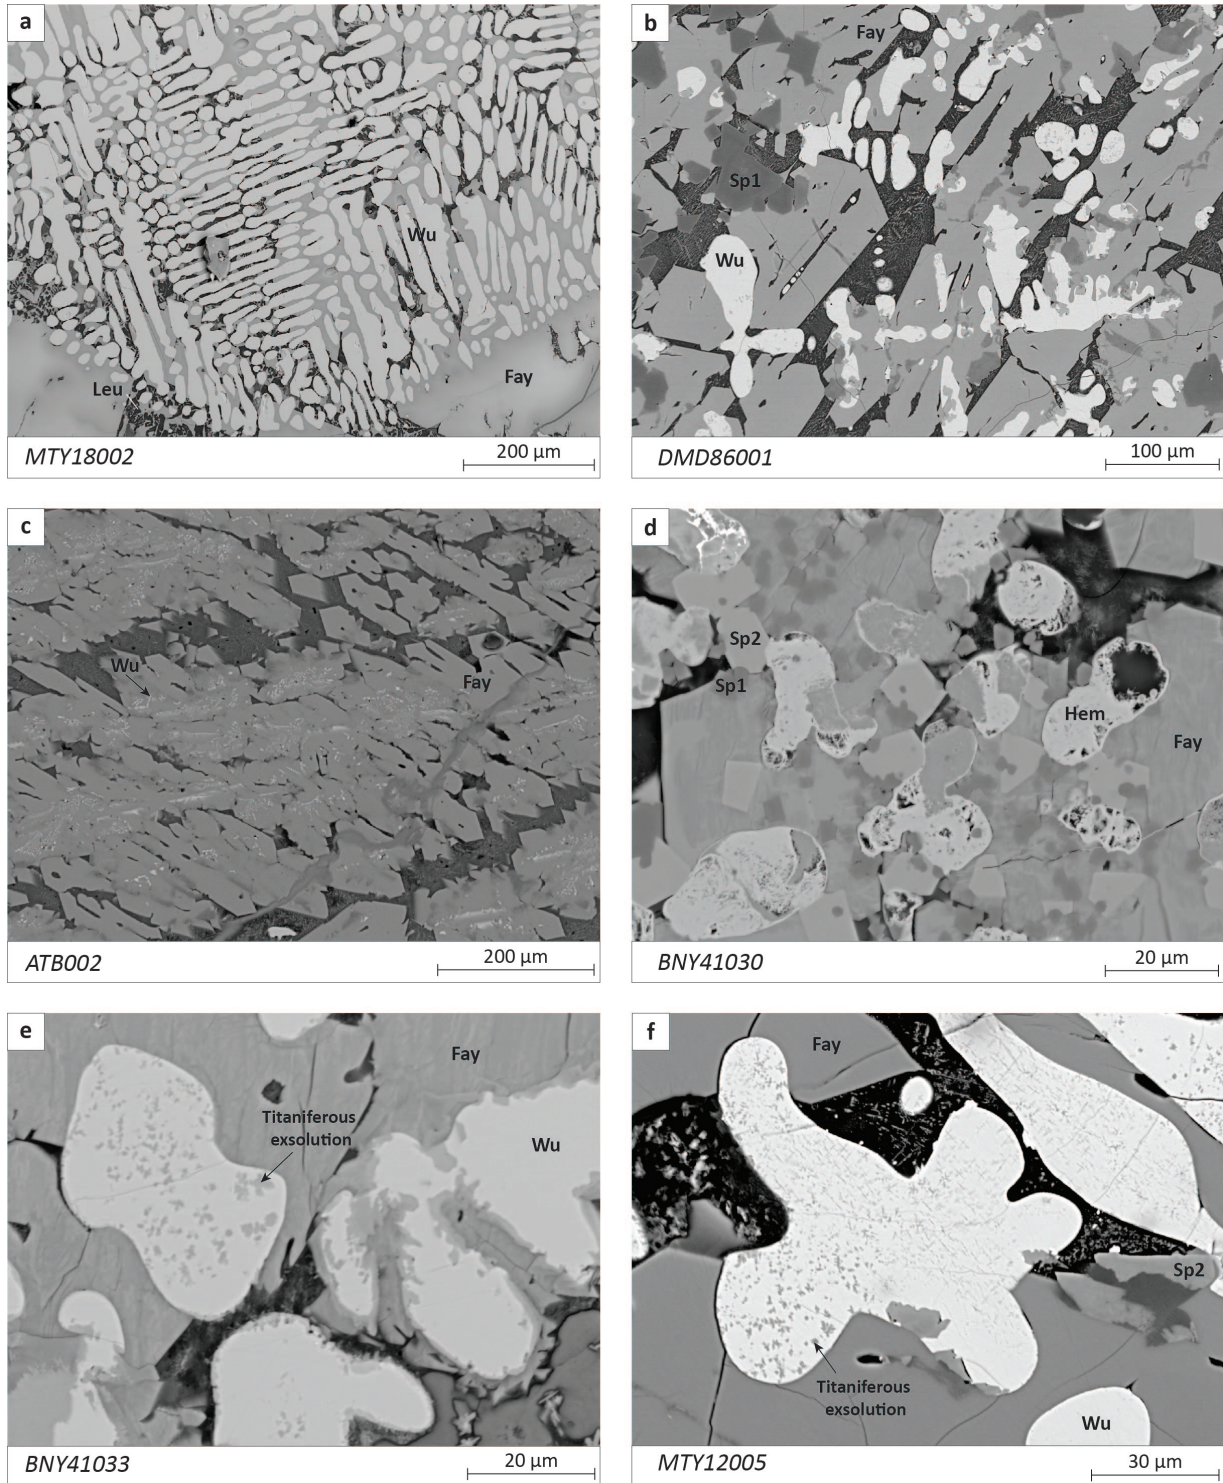 a
Wu
Leu
Fay
MTY18002
200 µm
b
Fay
Sp1
Wu
DMD86001
100 µm
c
Wu
Fay
ATB002
200 µm
d
Sp2
Sp1
Hem
Fay
BNY41030
20 µm
e
Fay
Titaniferous
exsolution
Wu
BNY41033
20 µm
f
Fay
Sp2
Titaniferous
exsolution
Wu
MTY12005
30 µm